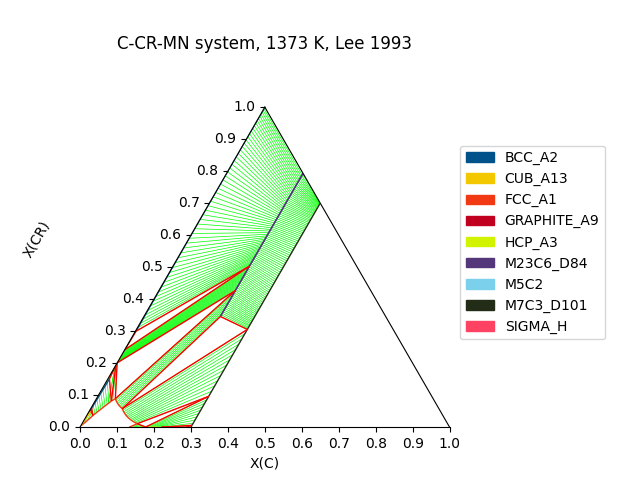 C-CR-MN system, 1373 K, Lee 1993
1.0
0.9
0.8
0.7
0.6
0.5
0.4
0.3
0.2
0.1
0.0
X(CR)
0.0 0.1 0.2 0.3 0.4 0.5 0.6 0.7 0.8 0.9 1.0
X(C)
BCC_A2
CUB_A13
FCC_A1
GRAPHITE_A9
HCP_A3
M23C6_D84
M5C2
M7C3_D101
SIGMA_H